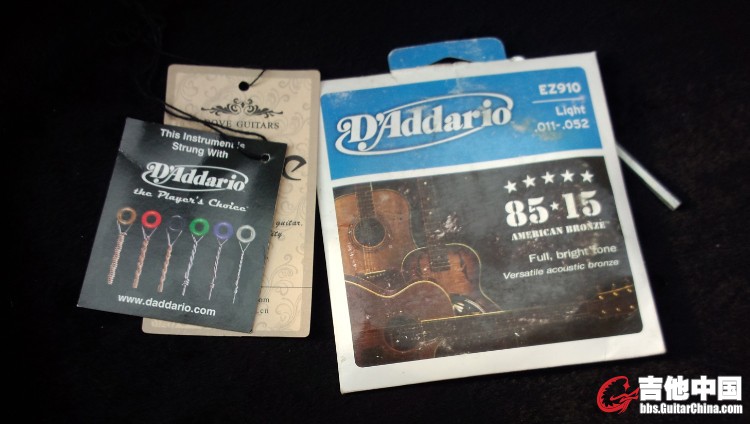 This Instrument is
Strung With
D'Addario
the Player's Choice
www.daddario.com
GUITARS
guitar.
D'Addario
EZ910
Light
.011-.052
85 15
AMERICAN BRONZE
Full, bright tone
Versatile acoustic bronze
吉他中国
bbs.GuitarChina.com